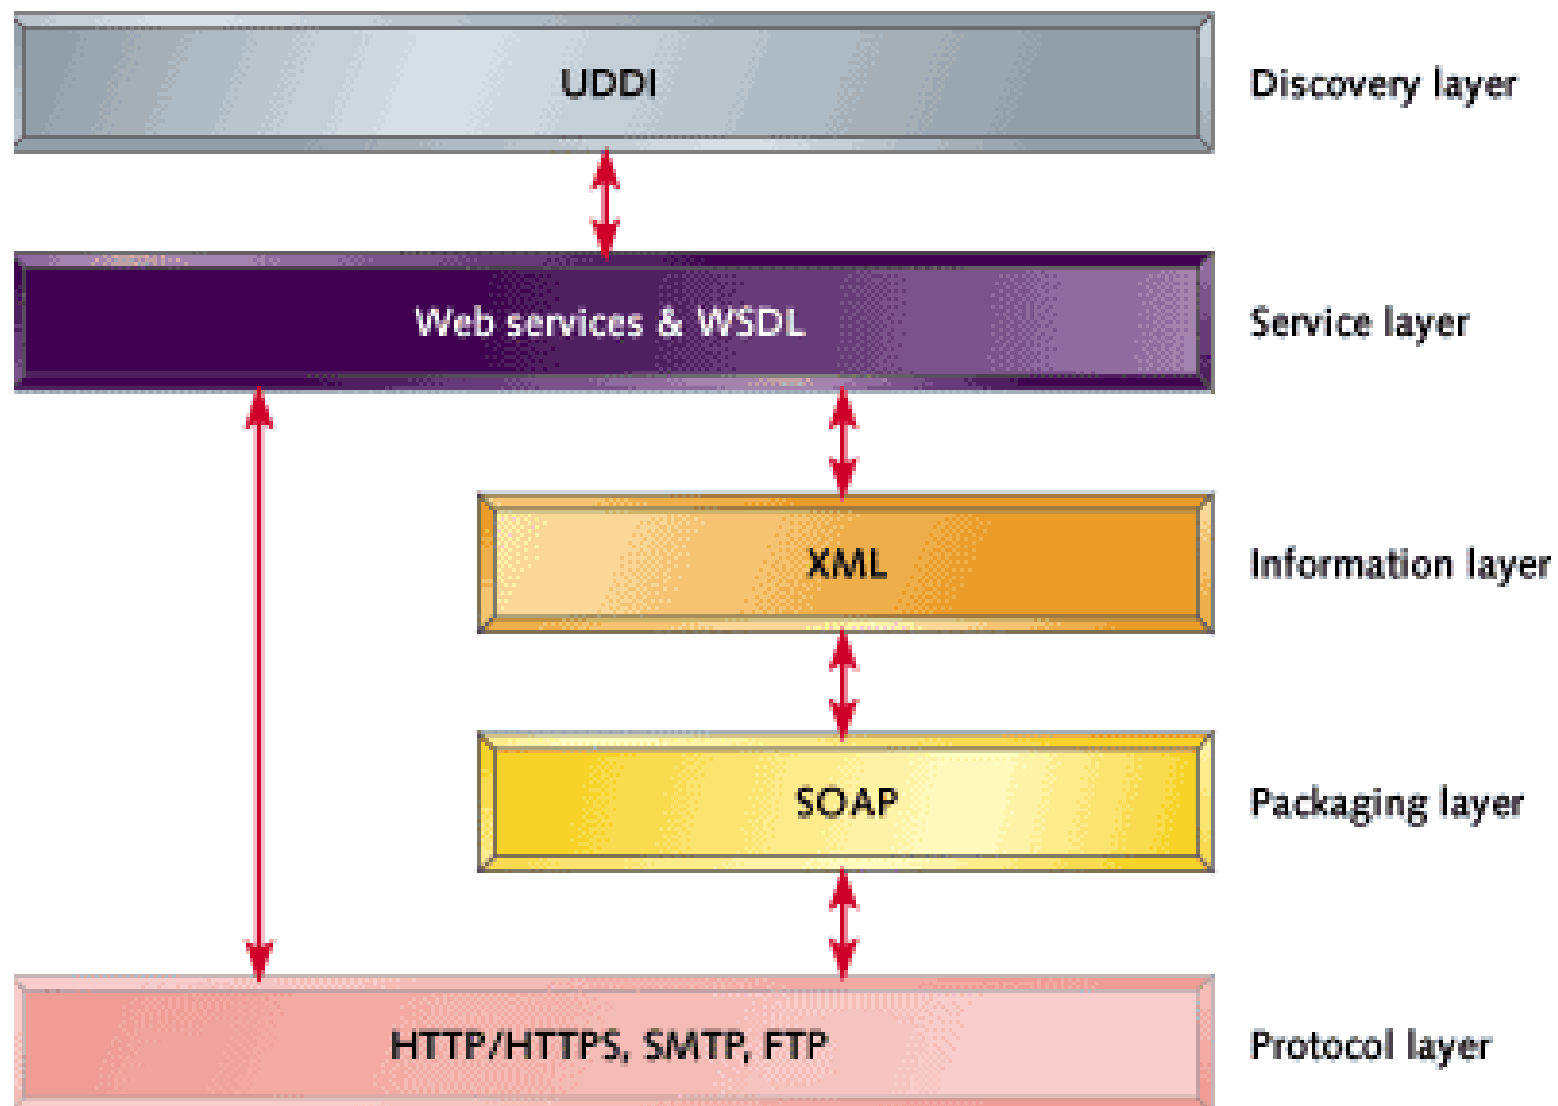 UDDI
Discovery layer
Web services & WSDL
Service layer
XML
Information layer
SOAP
Packaging layer
HTTP/HTTPS, SMTP, FTP
Protocol layer